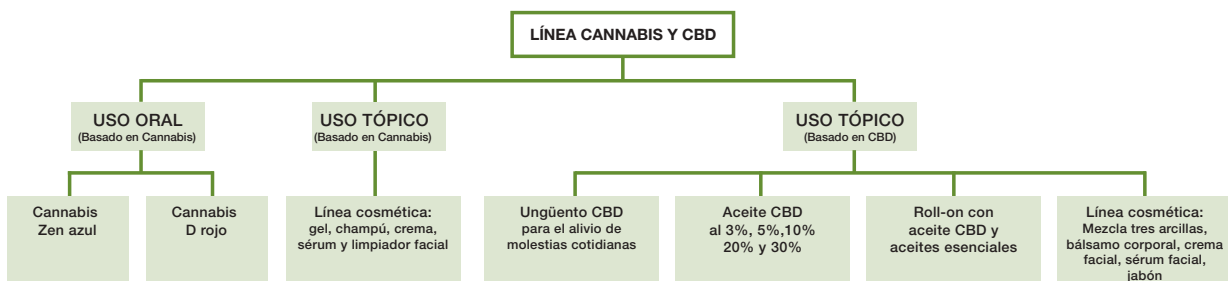 LÍNEA CANNABIS Y CBD
USO ORAL
(Basado en Cannabis)
USO TÓPICO
(Basado en Cannabis)
USO TÓPICO
(Basado en CBD)
Cannabis
Zen azul
Cannabis
D rojo
Línea cosmética:
gel, champú, crema,
sérum y limpiador facial
Ungüento CBD
para el alivio de
molestias cotidianas
Aceite CBD
al 3%, 5%,10%
20% y 30%
Roll-on con
aceite CBD y
aceites esenciales
Línea cosmética:
Mezcla tres arcillas,
bálsamo corporal, crema
facial, sérum facial,
jabón